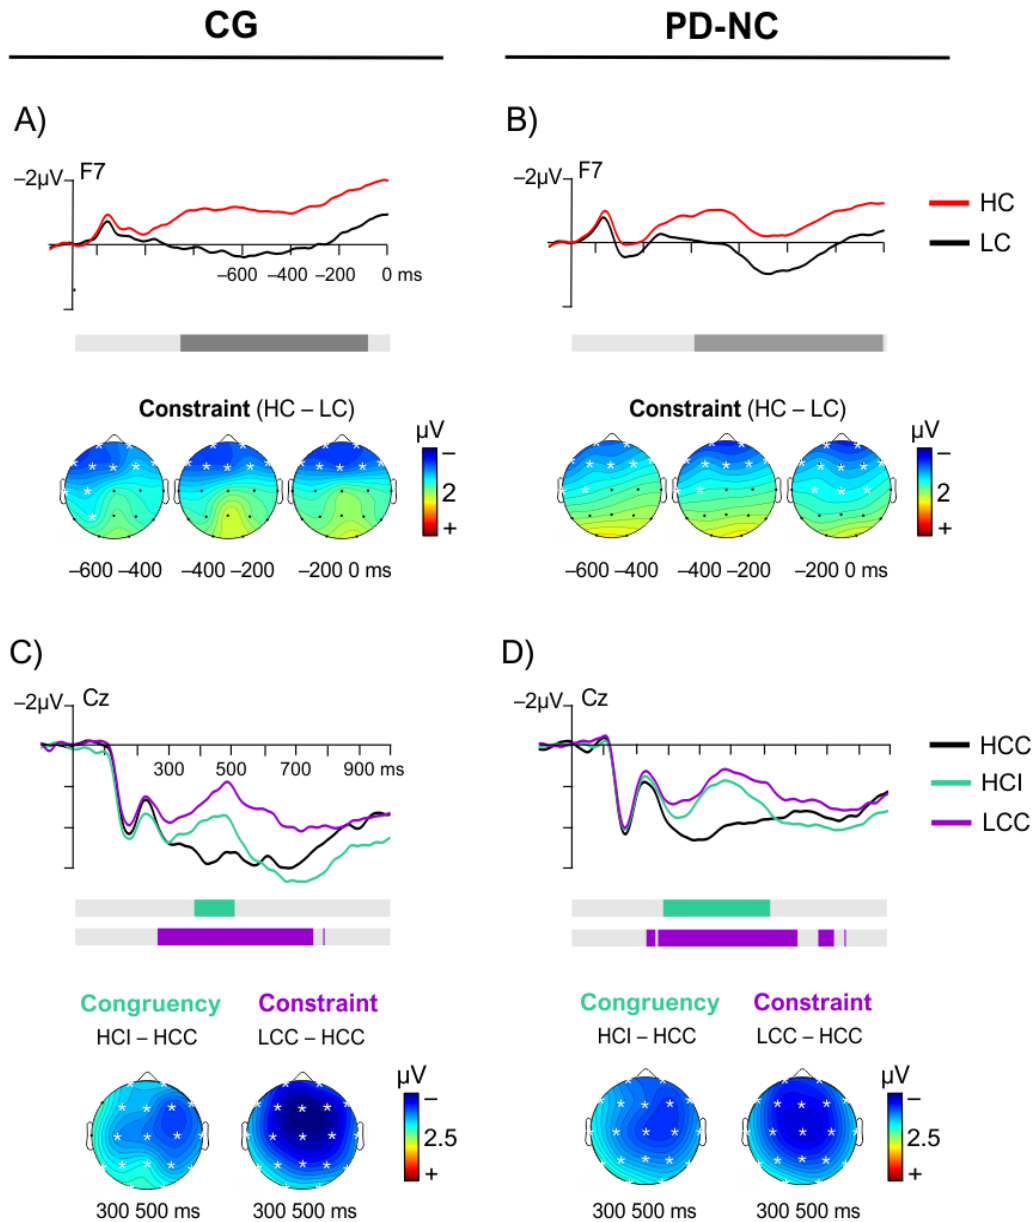 CG
PD-NC
A)
B)
–2µV F7
–2µV F7
HC
LC
–600 –400 –200 0 ms
Constraint (HC – LC)
Constraint (HC – LC)
µV
–
2
+
µV
–
2
+
–600 –400 –400 –200 –200 0 ms
–600 –400 –400 –200 –200 0 ms
C)
D)
–2µV Cz
–2µV Cz
HCC
HCI
LCC
300 500 700 900 ms
Congruency Constraint
HCI – HCC LCC – HCC
Congruency Constraint
HCI – HCC LCC – HCC
µV
–
2.5
+
µV
–
2.5
+
300 500 ms 300 500 ms
300 500 ms 300 500 ms